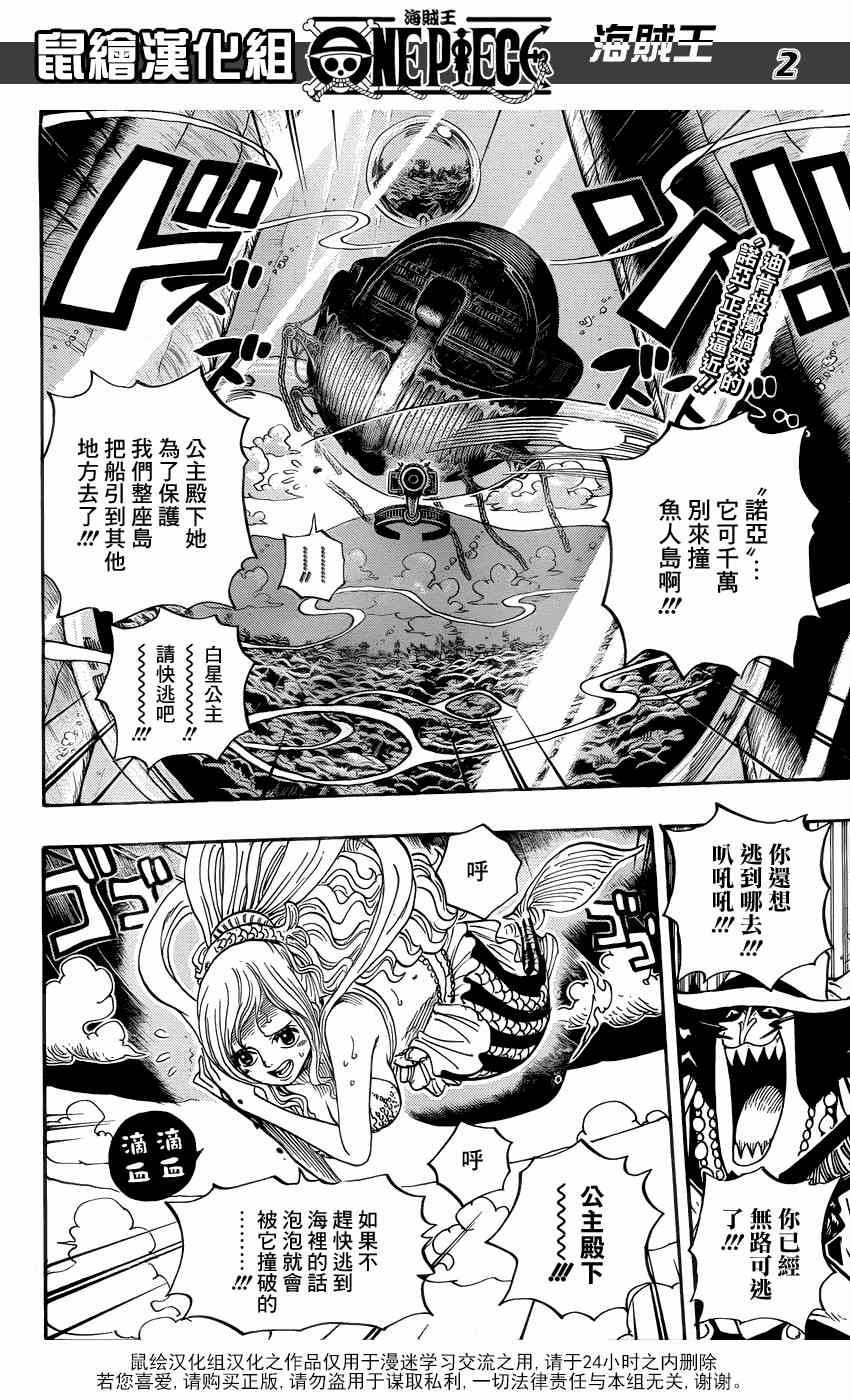 鼠繪漢化組
海賊王
ONE PIECE
海賊王
2
迪肯投擲過來的
〝諾亞〞正在逼近!!
〝諾亞〞…
它可千萬
別來撞
魚人島啊!!!
公主殿下她
為了保護
我們整座島
把船引到其他
地方去了!!!
白星公主
請快逃吧
!!!
ドド
ズズ
ズズ
你還想
逃到哪去!!!
叭吼吼!!!
你已經
無路可逃
了!!!
呼
ゴゴゴ
呼
公主殿下
!!!
如果不
趕快逃到
海裡的話
泡泡就會
被它撞破的
………!!!
滴血
滴血
鼠绘汉化组汉化之作品仅用于漫迷学习交流之用, 请于24小时之内删除
若您喜爱, 请购买正版, 请勿用于谋取私利, 一切法律责任与本组无关, 谢谢。